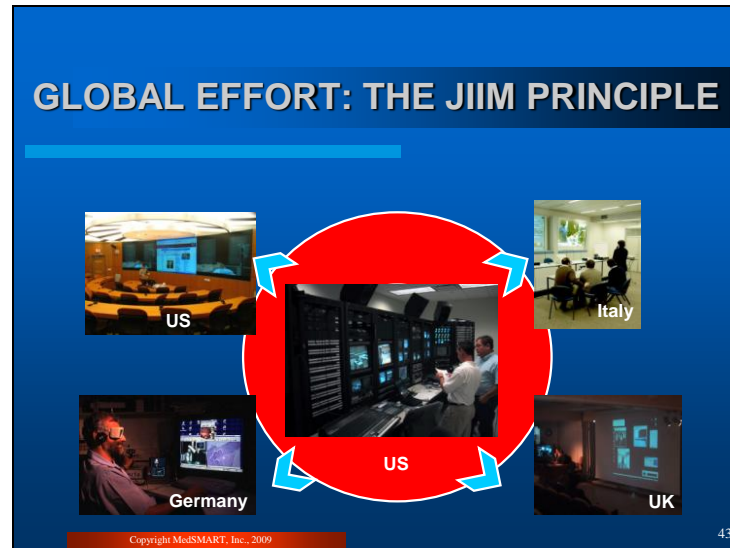 GLOBAL EFFORT: THE JIIM PRINCIPLE
US
Italy
US
Germany
UK
Copyright MedSMART, Inc., 2009
43